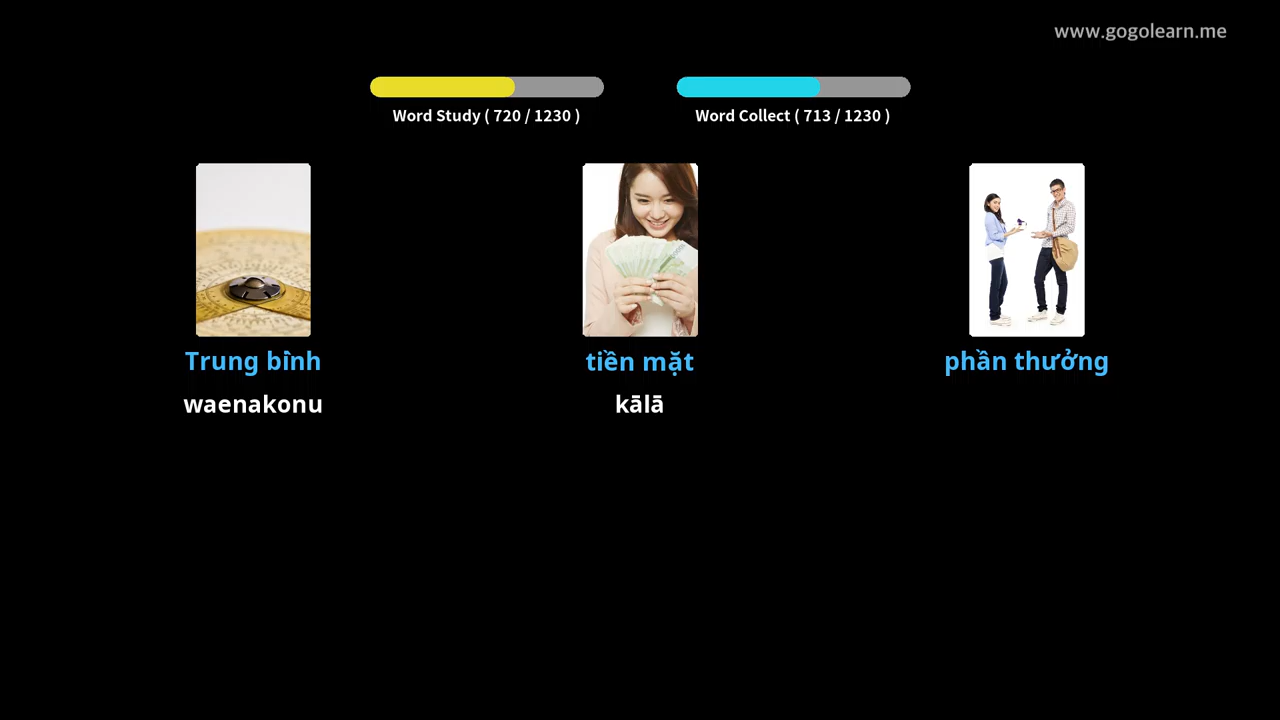 www.gogolearn.me
Word Study ( 720 / 1230 )
Word Collect ( 713 / 1230 )
Trung bình
tiền mặt
phần thưởng
waenakonu
kālā